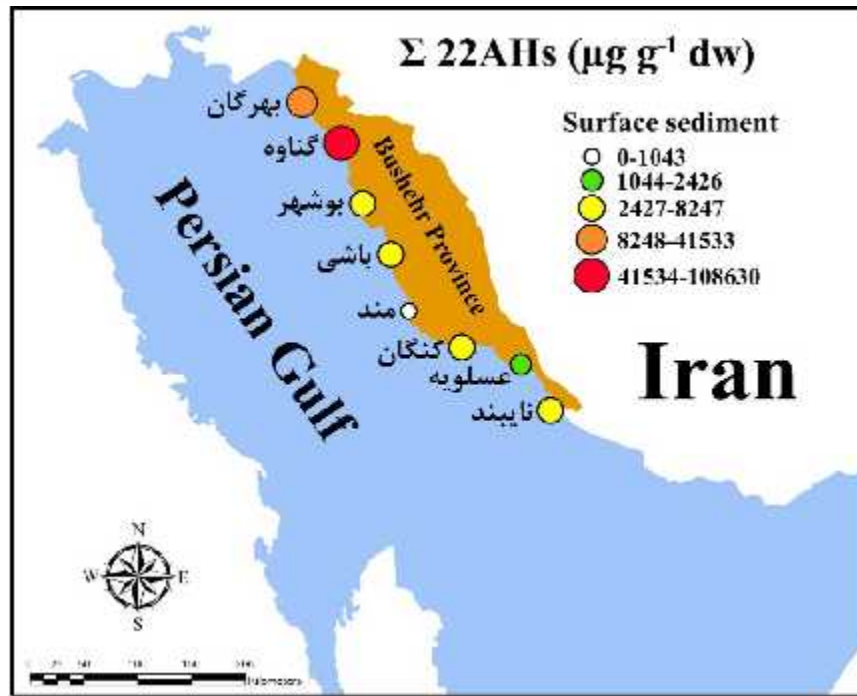 Σ 22AHs (µg g⁻¹ dw)
Surface sediment
0-1043
1044-2426
2427-8247
8248-41533
41534-108630
بهرگان
گناوه
بوشهر
باشی
مند
کنگان
عسلویه
نایبند
Bushehr Province
Persian Gulf
Iran
N
W E
S
0
Kilometers